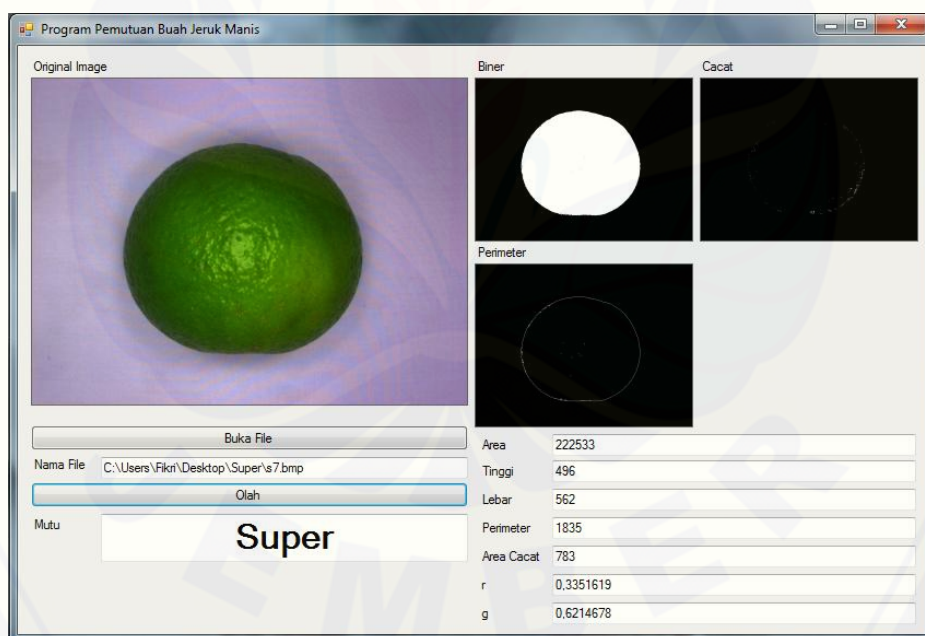 Program Pemutuan Buah Jeruk Manis
Original Image
Biner
Cacat
Perimeter
Buka File
Nama File C:\Users\Fikri\Desktop\Super\s7.bmp
Olah
Mutu Super
Area 222533
Tinggi 496
Lebar 562
Perimeter 1835
Area Cacat 783
r 0,3351619
g 0,6214678